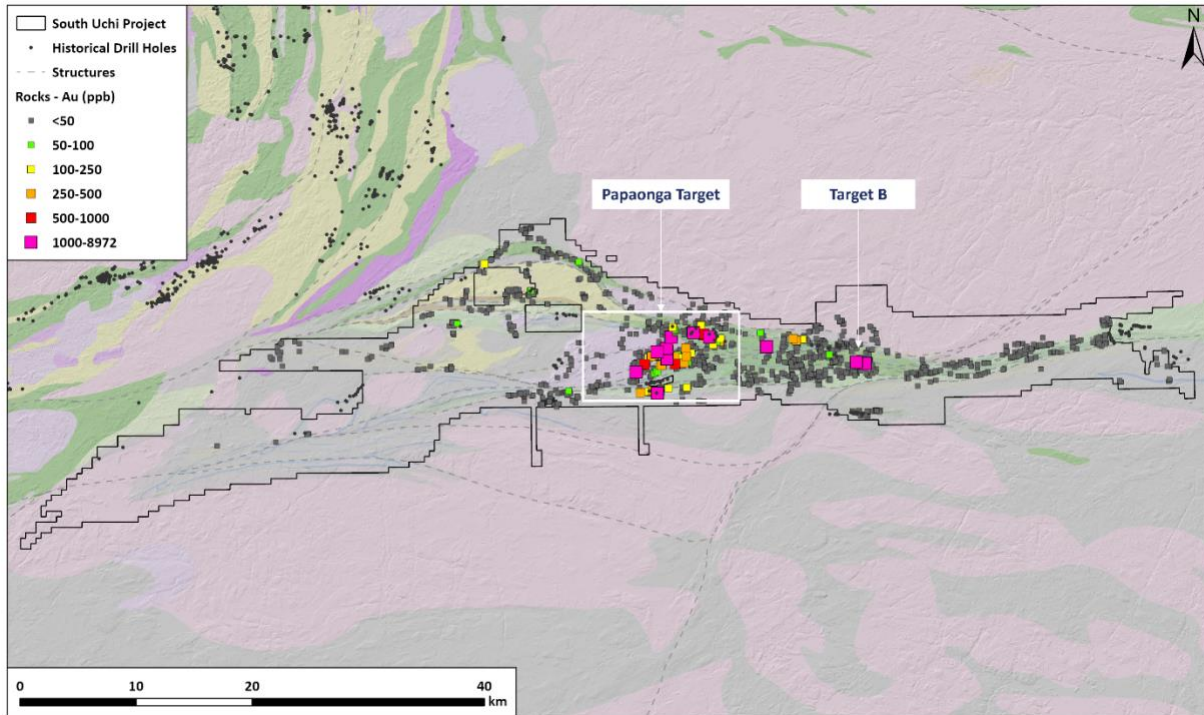 South Uchi Project
Historical Drill Holes
Structures
Rocks - Au (ppb)
<50
50-100
100-250
250-500
500-1000
1000-8972
N
Papaonga Target
Target B
0 10 20 40
km